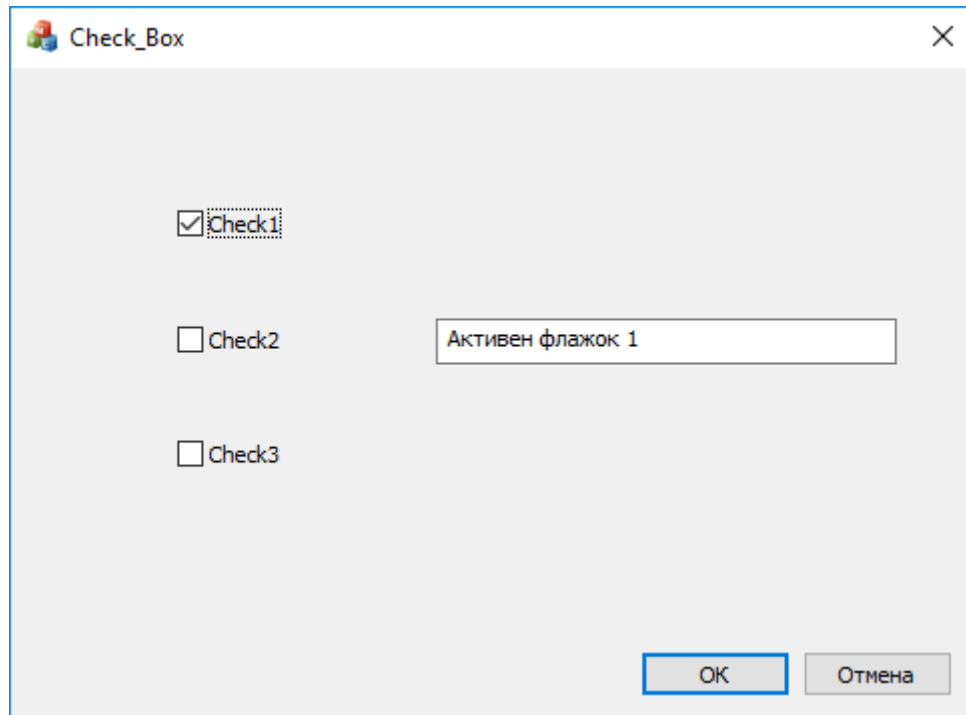 Check_Box
Check1
Check2
Активен флажок 1
Check3
OK
Отмена